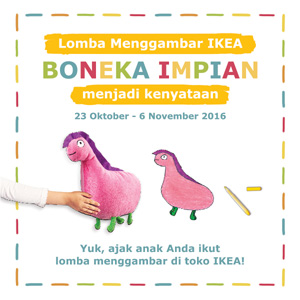 Lomba Menggambar IKEA
BONEKA IMPIAN
menjadi kenyataan
23 Oktober - 6 November 2016
Yuk, ajak anak Anda ikut
lomba menggambar di toko IKEA!